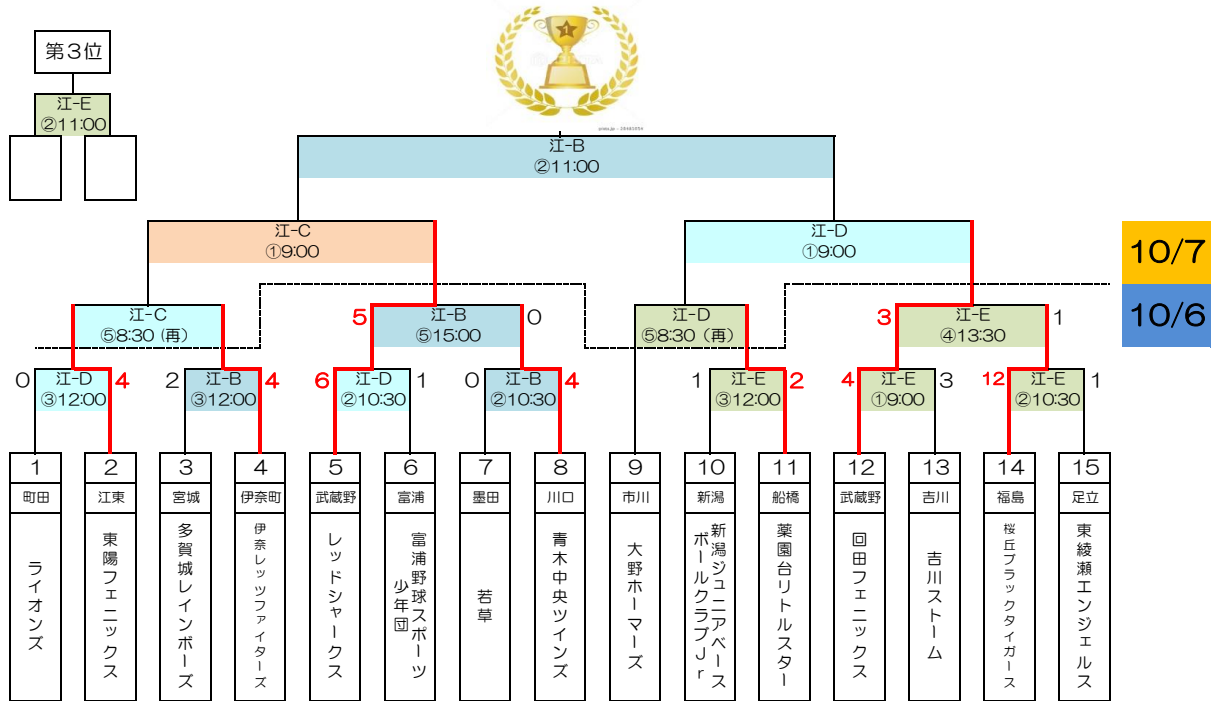 1
第3位
江-E
②11:00
江-B
②11:00
江-C
①9:00
江-D
①9:00
10/7
江-C
⑤8:30 (再)
5
江-B
⑤15:00
0
江-D
⑤8:30 (再)
3
江-E
④13:30
1
10/6
0
江-D
③12:00
4
2
江-B
③12:00
4
6
江-D
②10:30
1
0
江-B
②10:30
4
1
江-E
③12:00
2
4
江-E
①9:00
3
12
江-E
②10:30
1
1
町田
ライオンズ
2
江東
東陽フェニックス
3
宮城
多賀城レインボーズ
4
伊奈町
伊奈レッツファイターズ
5
武蔵野
レッドシャークス
6
富浦
富浦野球スポーツ
少年団
7
墨田
若草
8
川口
青木中央ツインズ
9
市川
大野ホーマーズ
10
新潟
新潟ジュニアベース
ボールクラブJr
11
船橋
薬園台リトルスター
12
武蔵野
回田フェニックス
13
吉川
吉川ストーム
14
福島
桜丘ブラックタイガース
15
足立
東綾瀬エンジェルス